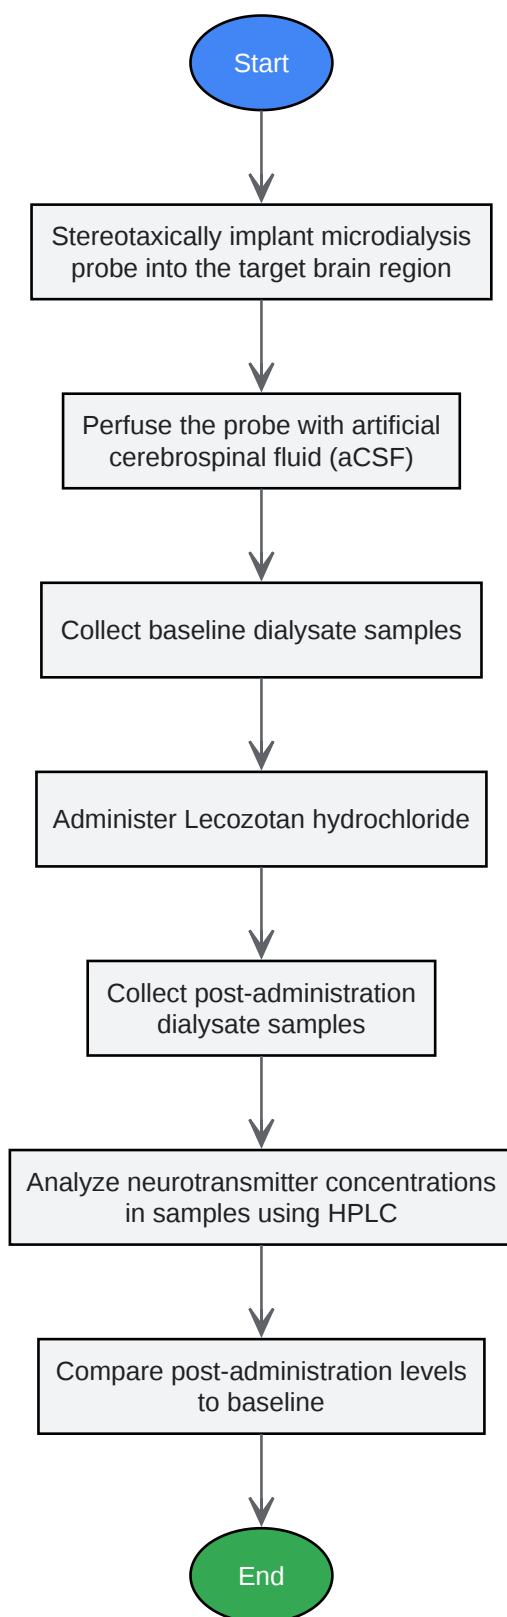 Start
Stereotaxically implant microdialysis
probe into the target brain region
Perfuse the probe with artificial
cerebrospinal fluid (aCSF)
Collect baseline dialysate samples
Administer Lecozotan hydrochloride
Collect post-administration
dialysate samples
Analyze neurotransmitter concentrations
in samples using HPLC
Compare post-administration levels
to baseline
End